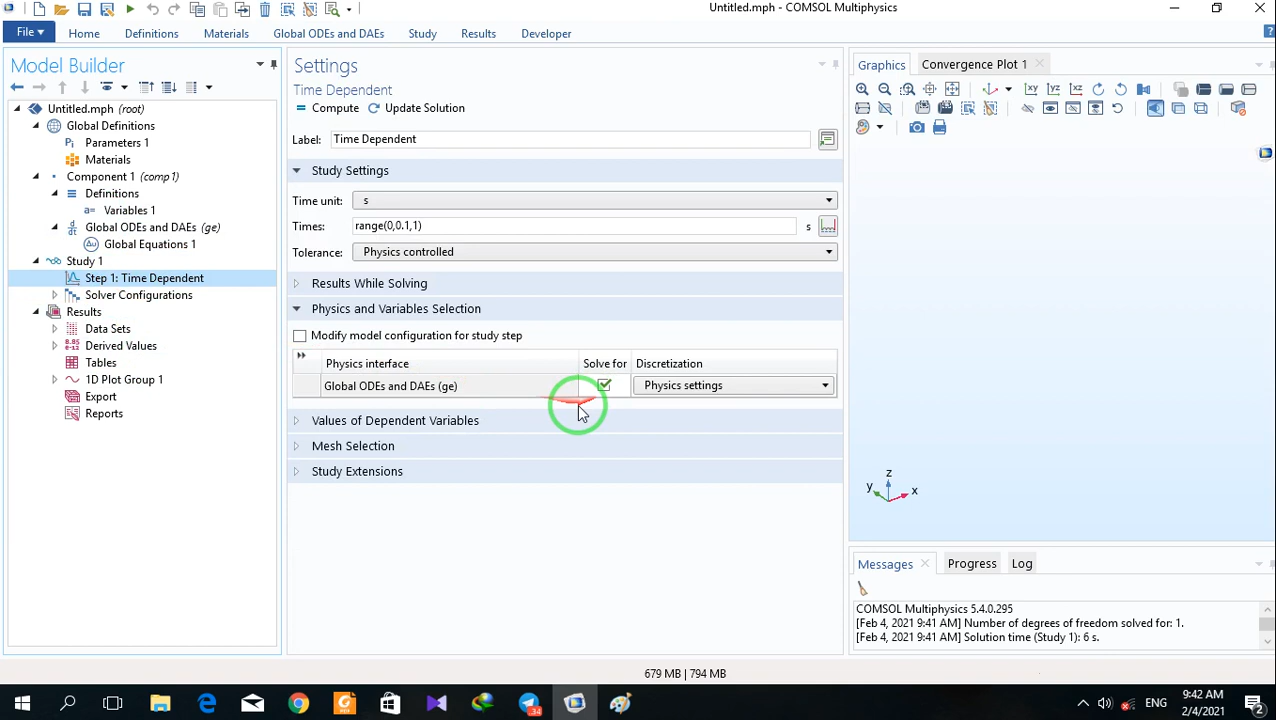 Untitled.mph - COMSOL Multiphysics
File
Home
Definitions
Materials
Global ODEs and DAEs
Study
Results
Developer
Model Builder
Untitled.mph (root)
Global Definitions
Pi Parameters 1
Materials
Component 1 (comp1)
Definitions
a= Variables 1
Global ODEs and DAEs (ge)
Global Equations 1
Study 1
Step 1: Time Dependent
Solver Configurations
Results
Data Sets
Derived Values
Tables
1D Plot Group 1
Export
Reports
Settings
Time Dependent
= Compute
Update Solution
Label: Time Dependent
Study Settings
Time unit: s
Times: range(0,0.1,1) s
Tolerance: Physics controlled
Results While Solving
Physics and Variables Selection
Modify model configuration for study step
Physics interface Solve for Discretization
Global ODEs and DAEs (ge) Physics settings
Values of Dependent Variables
Mesh Selection
Study Extensions
Graphics
Convergence Plot 1
z
y
x
Messages
Progress
Log
COMSOL Multiphysics 5.4.0.295
[Feb 4, 2021 9:41 AM] Number of degrees of freedom solved for: 1.
[Feb 4, 2021 9:41 AM] Solution time (Study 1): 6 s.
679 MB | 794 MB
34
ENG
9:42 AM
2/4/2021
2